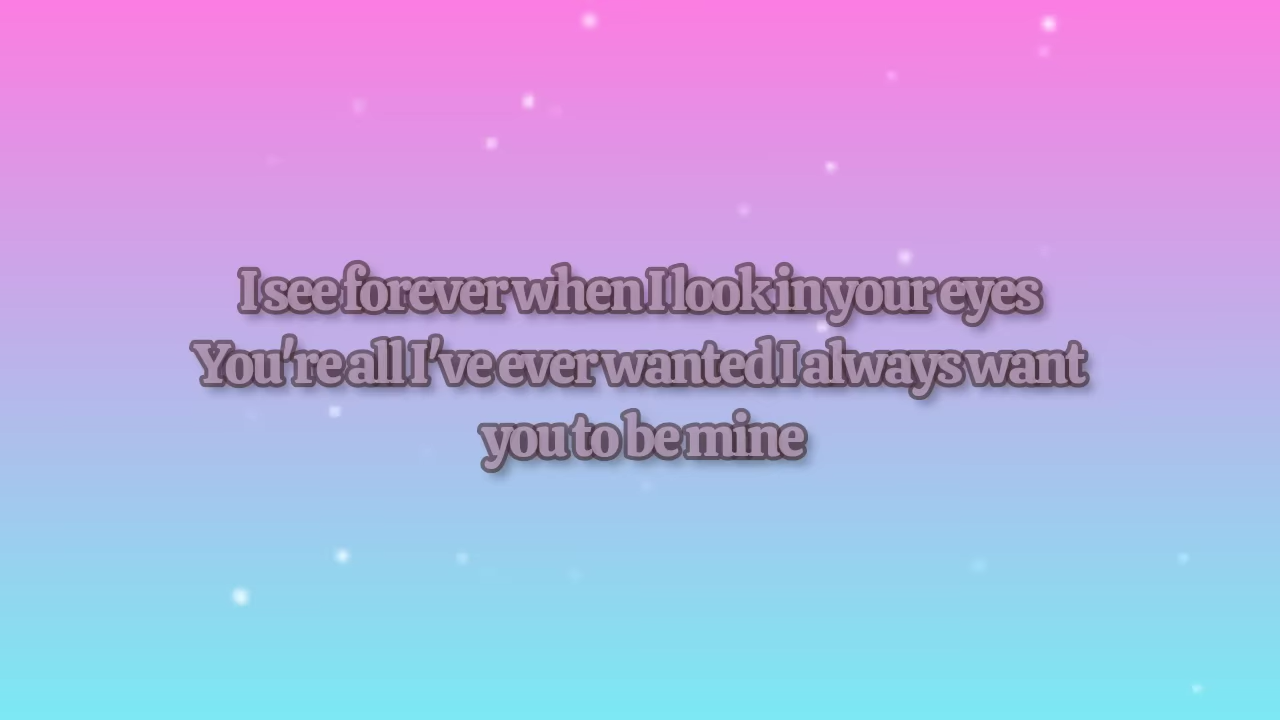 I see forever when I look in your eyes
You're all I've ever wanted I always want
you to be mine